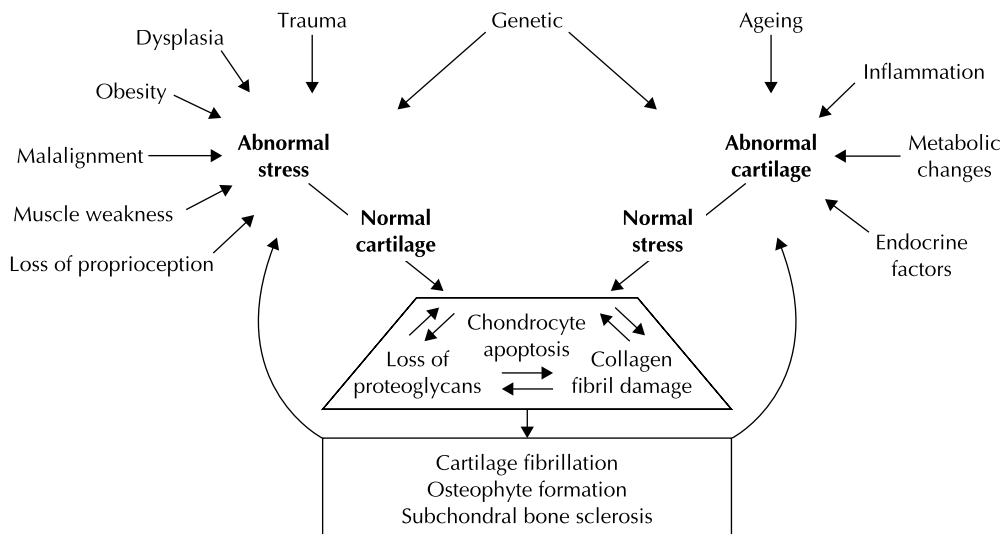 Trauma
Genetic
Ageing
Dysplasia
Inflammation
Obesity
Abnormal
stress
Abnormal
cartilage
Malalignment
Metabolic
changes
Muscle weakness
Normal
cartilage
Normal
stress
Loss of proprioception
Endocrine
factors
Chondrocyte
apoptosis
Loss of
proteoglycans
Collagen
fibril damage
Cartilage fibrillation
Osteophyte formation
Subchondral bone sclerosis